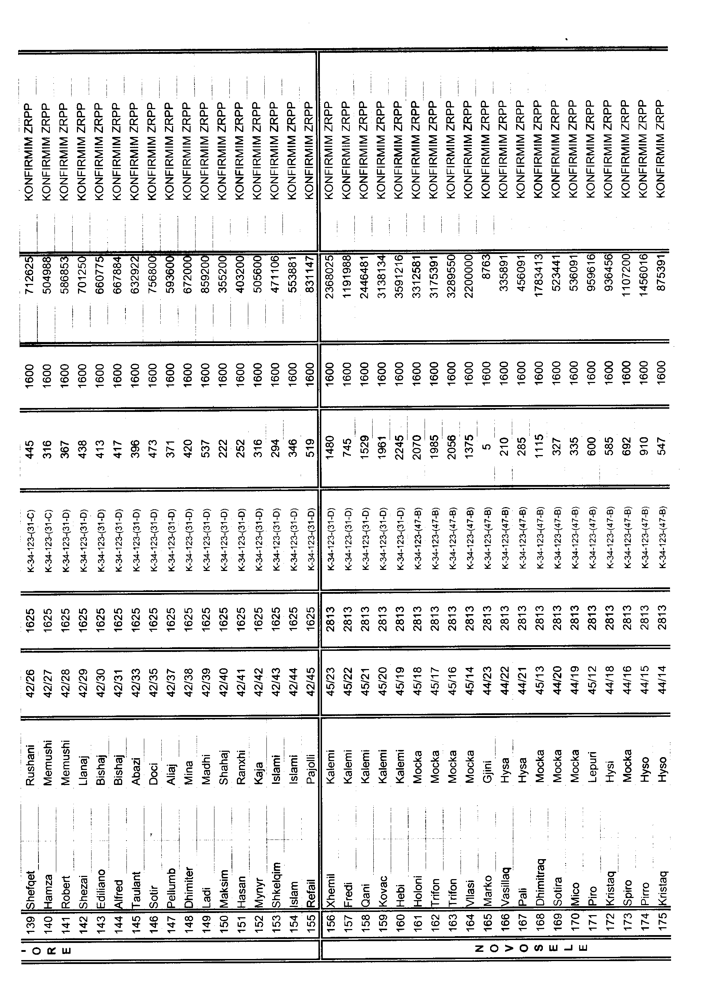 ' O R E
139 Shefqet Rushani 42/26 1625 K-34-123-(31-C) 445 1600 712625 KONFIRMIM ZRPP
140 Hamza Memushi 42/27 1625 K-34-123-(31-C) 316 1600 504988 KONFIRMIM ZRPP
141 Robert Memushi 42/28 1625 K-34-123-(31-D) 367 1600 586853 KONFIRMIM ZRPP
142 Shezai Llanaj 42/29 1625 K-34-123-(31-D) 438 1600 701250 KONFIRMIM ZRPP
143 Ediliano Bishaj 42/30 1625 K-34-123-(31-D) 413 1600 660775 KONFIRMIM ZRPP
144 Alfred Bishaj 42/31 1625 K-34-123-(31-D) 417 1600 667884 KONFIRMIM ZRPP
145 Taulant Abazi 42/33 1625 K-34-123-(31-D) 396 1600 632922 KONFIRMIM ZRPP
146 Sotir Doci 42/35 1625 K-34-123-(31-D) 473 1600 756800 KONFIRMIM ZRPP
147 Pellumb Aliaj 42/37 1625 K-34-123-(31-D) 371 1600 593600 KONFIRMIM ZRPP
148 Dhimiter Mina 42/38 1625 K-34-123-(31-D) 420 1600 672000 KONFIRMIM ZRPP
149 Ladi Madhi 42/39 1625 K-34-123-(31-D) 537 1600 859200 KONFIRMIM ZRPP
150 Maksim Shahaj 42/40 1625 K-34-123-(31-D) 222 1600 355200 KONFIRMIM ZRPP
151 Hasan Ranxhi 42/41 1625 K-34-123-(31-D) 252 1600 403200 KONFIRMIM ZRPP
152 Mynyr Kaja 42/42 1625 K-34-123-(31-D) 316 1600 505600 KONFIRMIM ZRPP
153 Shkelqim Islami 42/43 1625 K-34-123-(31-D) 294 1600 471106 KONFIRMIM ZRPP
154 Islam Islami 42/44 1625 K-34-123-(31-D) 346 1600 553881 KONFIRMIM ZRPP
155 Refail Pajolli 42/45 1625 K-34-123-(31-D) 519 1600 831147 KONFIRMIM ZRPP
N O V O S E L E
156 Xhemil Kalemi 45/23 2813 K-34-123-(31-D) 1480 1600 2368025 KONFIRMIM ZRPP
157 Fredi Kalemi 45/22 2813 K-34-123-(31-D) 745 1600 1191988 KONFIRMIM ZRPP
158 Qani Kalemi 45/21 2813 K-34-123-(31-D) 1529 1600 2446481 KONFIRMIM ZRPP
159 Kovac Kalemi 45/20 2813 K-34-123-(31-D) 1961 1600 3138134 KONFIRMIM ZRPP
160 Hebi Kalemi 45/19 2813 K-34-123-(31-D) 2245 1600 3591216 KONFIRMIM ZRPP
161 Holoni Mocka 45/18 2813 K-34-123-(47-B) 2070 1600 3312581 KONFIRMIM ZRPP
162 Trifon Mocka 45/17 2813 K-34-123-(47-B) 1985 1600 3175391 KONFIRMIM ZRPP
163 Trifon Mocka 45/16 2813 K-34-123-(47-B) 2056 1600 3289550 KONFIRMIM ZRPP
164 Vllasi Mocka 45/14 2813 K-34-123-(47-B) 1375 1600 2200000 KONFIRMIM ZRPP
165 Marko Gjini 44/23 2813 K-34-123-(47-B) 5 1600 8763 KONFIRMIM ZRPP
166 Vasillaq Hysa 44/22 2813 K-34-123-(47-B) 210 1600 335891 KONFIRMIM ZRPP
167 Pali Hysa 44/21 2813 K-34-123-(47-B) 285 1600 456091 KONFIRMIM ZRPP
168 Dhimitraq Mocka 45/13 2813 K-34-123-(47-B) 1115 1600 1783413 KONFIRMIM ZRPP
169 Sotira Mocka 44/20 2813 K-34-123-(47-B) 327 1600 523441 KONFIRMIM ZRPP
170 Mico Mocka 44/19 2813 K-34-123-(47-B) 335 1600 536091 KONFIRMIM ZRPP
171 Piro Lepuri 45/12 2813 K-34-123-(47-B) 600 1600 959616 KONFIRMIM ZRPP
172 Kristaq Hysi 44/18 2813 K-34-123-(47-B) 585 1600 936456 KONFIRMIM ZRPP
173 Spiro Mocka 44/16 2813 K-34-123-(47-B) 692 1600 1107200 KONFIRMIM ZRPP
174 Pirro Hyso 44/15 2813 K-34-123-(47-B) 910 1600 1456016 KONFIRMIM ZRPP
175 Kristaq Hyso 44/14 2813 K-34-123-(47-B) 547 1600 875391 KONFIRMIM ZRPP